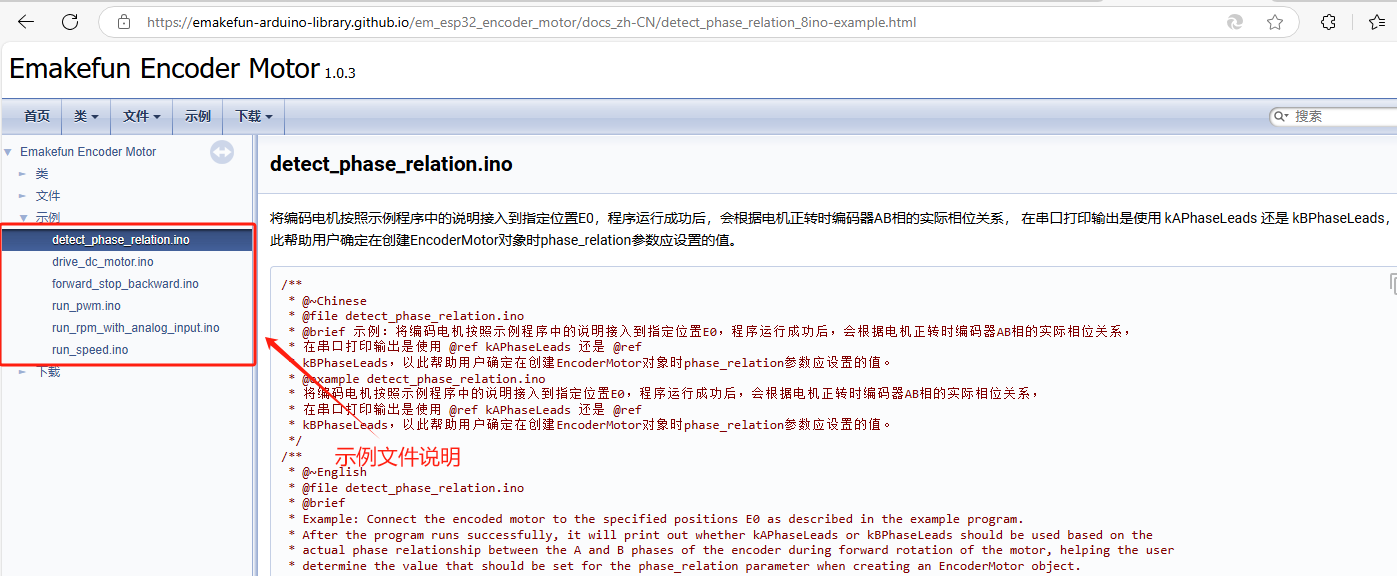 https://emakefun-arduino-library.github.io/em_esp32_encoder_motor/docs_zh-CN/detect_phase_relation_8ino-example.html
Emakefun Encoder Motor 1.0.3
首页 类 文件 示例 下载
搜索
Emakefun Encoder Motor
类
文件
示例
detect_phase_relation.ino
drive_dc_motor.ino
forward_stop_backward.ino
run_pwm.ino
run_rpm_with_analog_input.ino
run_speed.ino
下载
detect_phase_relation.ino
将编码电机按照示例程序中的说明接入到指定位置E0，程序运行成功后，会根据电机正转时编码器AB相的实际相位关系， 在串口打印输出是使用 kAPhaseLeads 还是 kBPhaseLeads，
此帮助用户确定在创建EncoderMotor对象时phase_relation参数应设置的值。
/**
* @~Chinese
* @file detect_phase_relation.ino
* @brief 示例：将编码电机按照示例程序中的说明接入到指定位置E0，程序运行成功后，会根据电机正转时编码器AB相的实际相位关系，
* 在串口打印输出是使用 @ref kAPhaseLeads 还是 @ref
* kBPhaseLeads，以此帮助用户确定在创建EncoderMotor对象时phase_relation参数应设置的值。
* @example detect_phase_relation.ino
* 将编码电机按照示例程序中的说明接入到指定位置E0，程序运行成功后，会根据电机正转时编码器AB相的实际相位关系，
* 在串口打印输出是使用 @ref kAPhaseLeads 还是 @ref
* kBPhaseLeads，以此帮助用户确定在创建EncoderMotor对象时phase_relation参数应设置的值。
*/
示例文件说明
/**
* @~English
* @file detect_phase_relation.ino
* @brief
* Example: Connect the encoded motor to the specified positions E0 as described in the example program.
* After the program runs successfully, it will print out whether kAPhaseLeads or kBPhaseLeads should be used based on the
* actual phase relationship between the A and B phases of the encoder during forward rotation of the motor, helping the user
* determine the value that should be set for the phase_relation parameter when creating an EncoderMotor object.